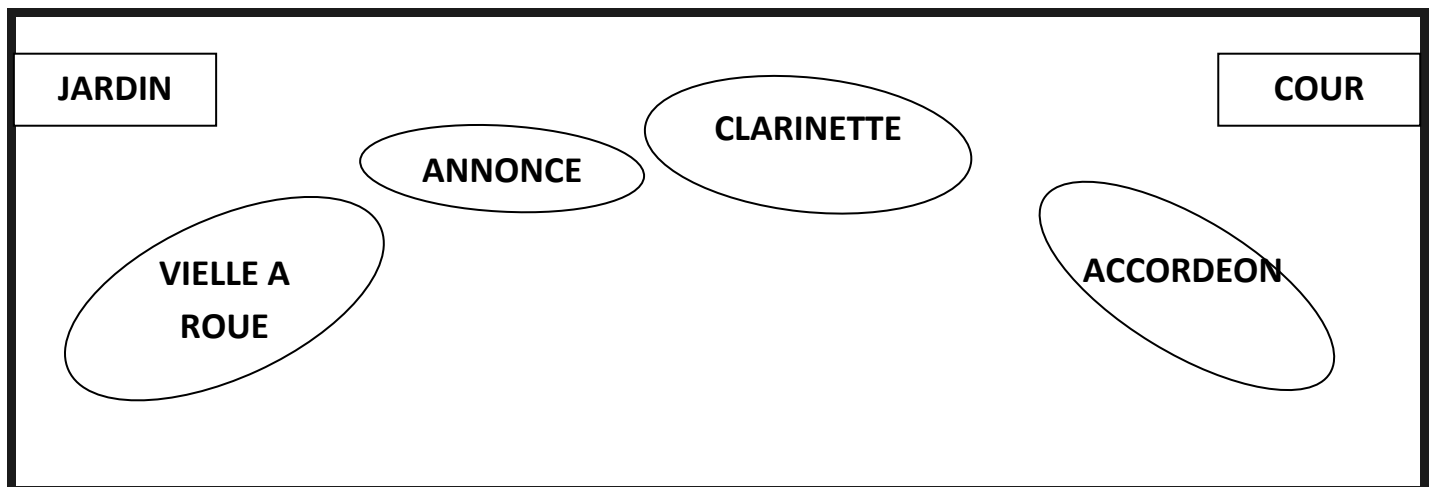 JARDIN
COUR
CLARINETTE
ANNONCE
VIELLE A
ROUE
ACCORDEON